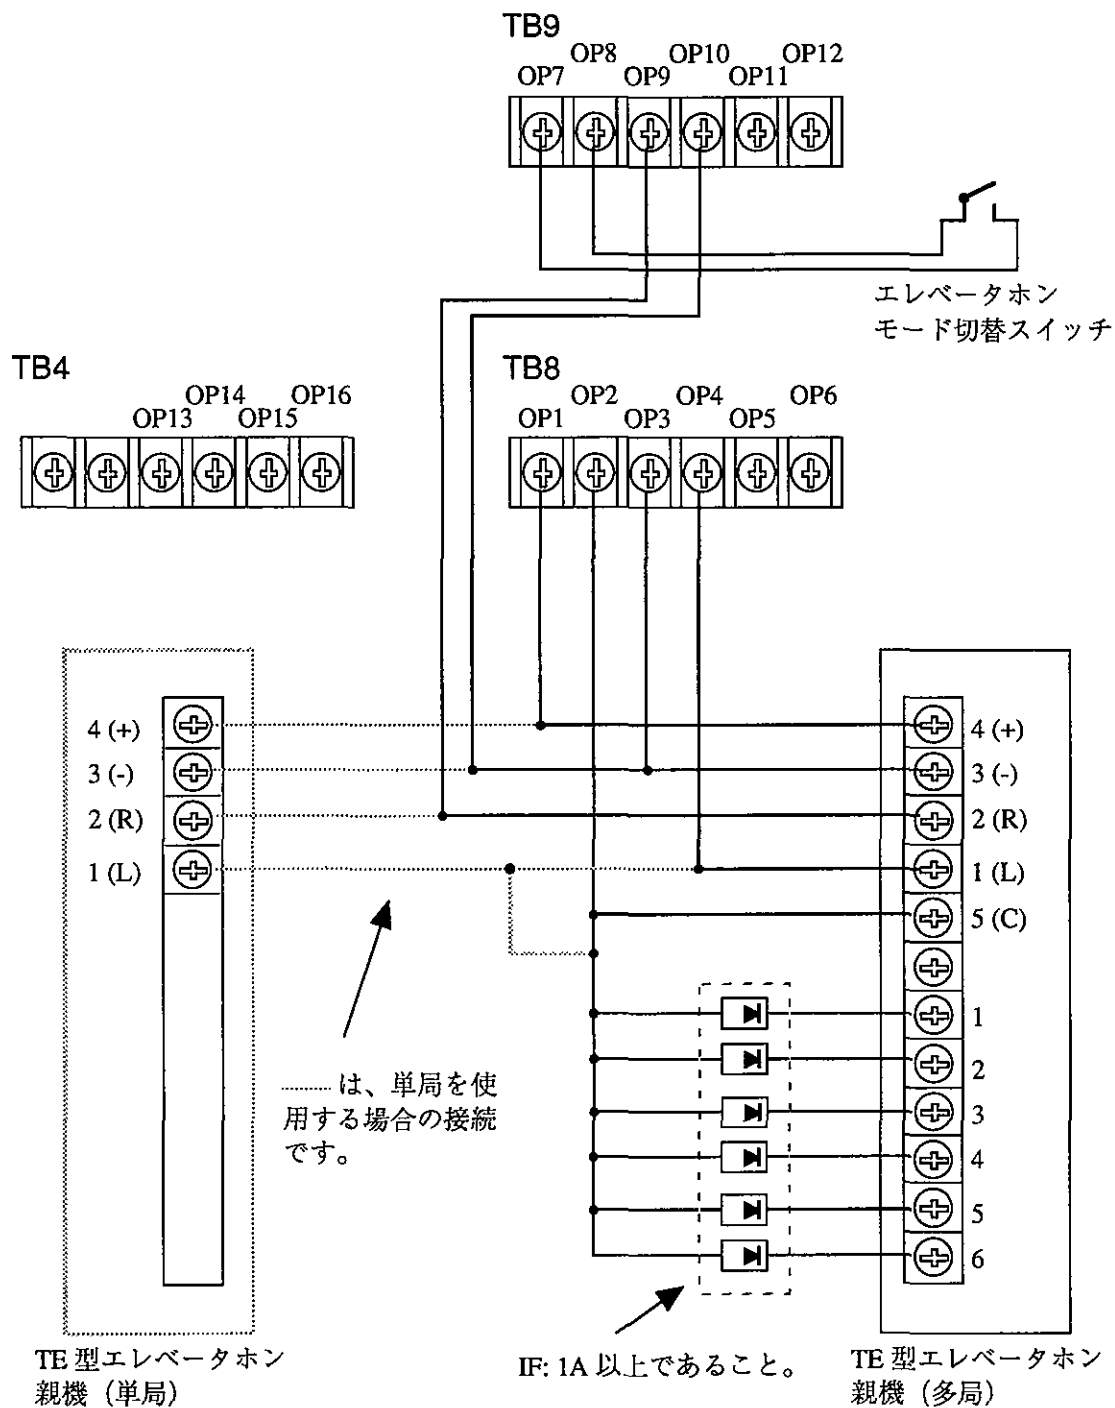 TB9
OP8 OP10 OP12
OP7 OP9 OP11
エレベータホン
モード切替スイッチ
TB4
OP14 OP16
OP13 OP15
TB8
OP2 OP4 OP6
OP1 OP3 OP5
4 (+)
3 (-)
2 (R)
1 (L)
4 (+)
3 (-)
2 (R)
1 (L)
5 (C)
1
2
3
4
5
6
........ は、単局を使
用する場合の接続
です。
IF: 1A 以上であること。
TE 型エレベータホン
親機（単局）
TE 型エレベータホン
親機（多局）